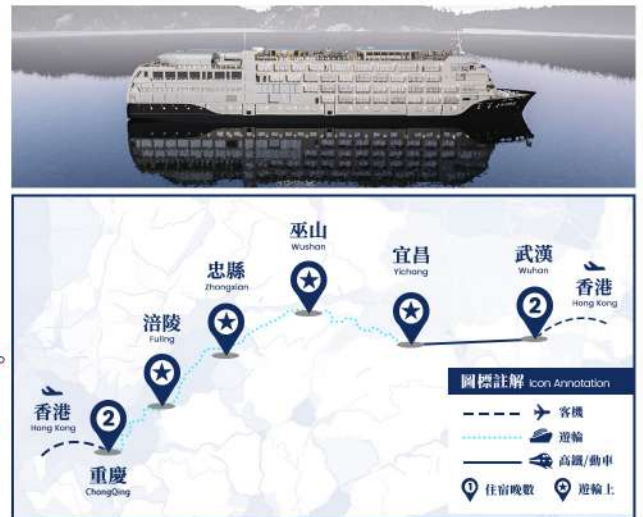 巫山
Wushan
宜昌
Yichang
武漢
Wuhan
忠縣
Zhongxian
香港
Hong Kong
涪陵
Fuling
2
圖標註解 Icon Annotation
香港
Hong Kong
2
客機
遊輪
高鐵/動車
重慶
ChongQing
1 住宿晚數
遊輪上